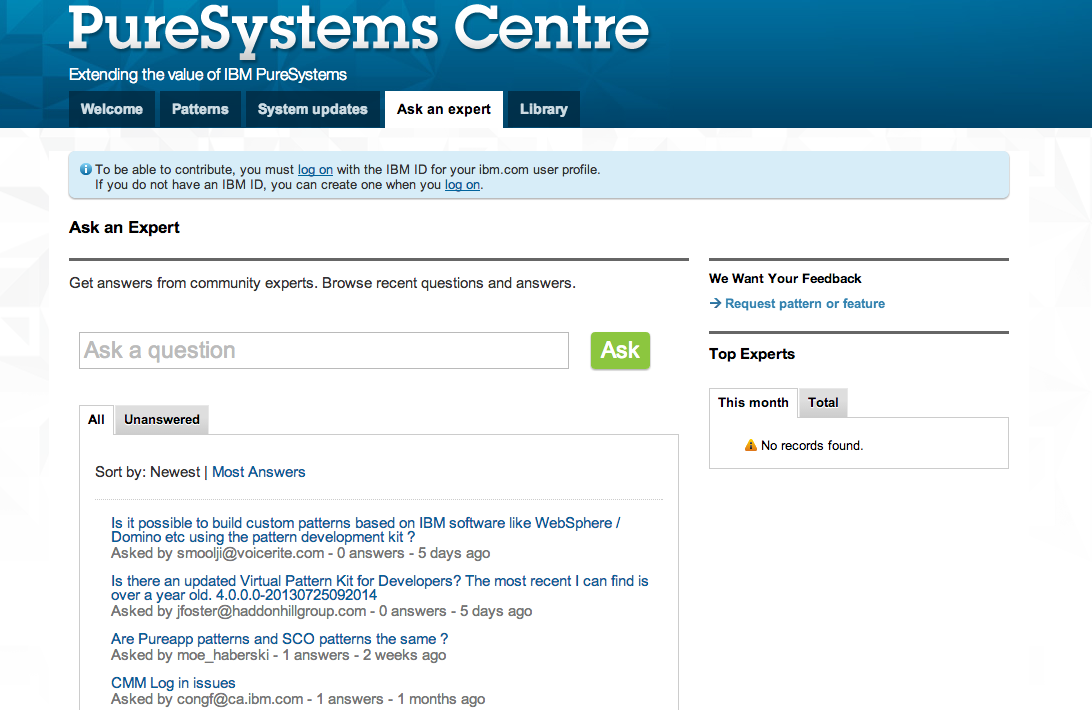 PureSystems Centre
Extending the value of IBM PureSystems
Welcome
Patterns
System updates
Ask an expert
Library
To be able to contribute, you must log on with the IBM ID for your ibm.com user profile.
If you do not have an IBM ID, you can create one when you log on.
Ask an Expert
Get answers from community experts. Browse recent questions and answers.
Ask a question
Ask
All
Unanswered
Sort by: Newest | Most Answers
Is it possible to build custom patterns based on IBM software like WebSphere /
Domino etc using the pattern development kit ?
Asked by smoolji@voicerite.com - 0 answers - 5 days ago
Is there an updated Virtual Pattern Kit for Developers? The most recent I can find is
over a year old. 4.0.0.0-20130725092014
Asked by jfoster@haddonhillgroup.com - 0 answers - 5 days ago
Are Pureapp patterns and SCO patterns the same ?
Asked by moe_haberski - 1 answers - 2 weeks ago
CMM Log in issues
Asked by congf@ca.ibm.com - 1 answers - 1 months ago
We Want Your Feedback
Request pattern or feature
Top Experts
This month
Total
No records found.